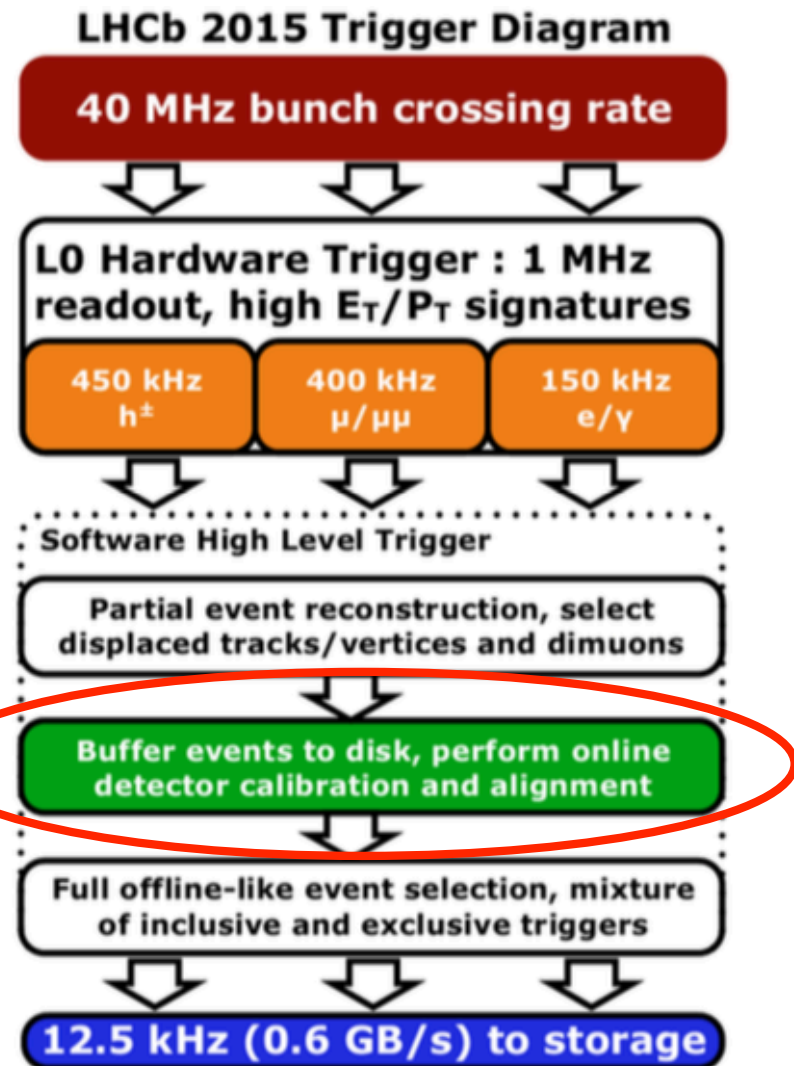 LHCb 2015 Trigger Diagram
40 MHz bunch crossing rate
L0 Hardware Trigger : 1 MHz
readout, high Eᴛ/Pᴛ signatures
450 kHz
h±
400 kHz
μ/μμ
150 kHz
e/γ
Software High Level Trigger
Partial event reconstruction, select
displaced tracks/vertices and dimuons
Buffer events to disk, perform online
detector calibration and alignment
Full offline-like event selection, mixture
of inclusive and exclusive triggers
12.5 kHz (0.6 GB/s) to storage